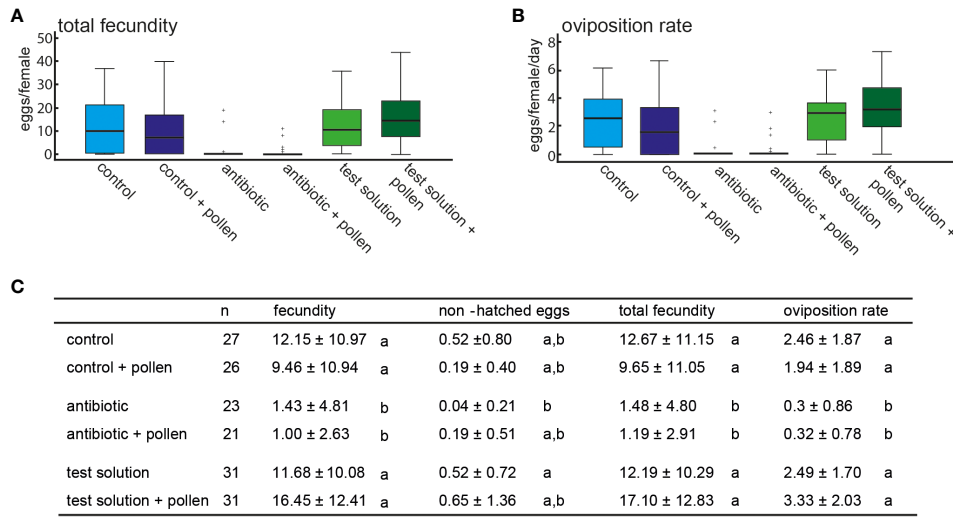 A
total fecundity
eggs/female
50
40
30
20
10
0
control
control + pollen
antibiotic
antibiotic + pollen
test solution
test solution +
pollen
B
oviposition rate
eggs/female/day
8
6
4
2
0
control
control + pollen
antibiotic
antibiotic + pollen
test solution
test solution +
pollen
C
n fecundity non -hatched eggs total fecundity oviposition rate
control 27 12.15 ± 10.97 a 0.52 ±0.80 a,b 12.67 ± 11.15 a 2.46 ± 1.87 a
control + pollen 26 9.46 ± 10.94 a 0.19 ± 0.40 a,b 9.65 ± 11.05 a 1.94 ± 1.89 a
antibiotic 23 1.43 ± 4.81 b 0.04 ± 0.21 b 1.48 ± 4.80 b 0.3 ± 0.86 b
antibiotic + pollen 21 1.00 ± 2.63 b 0.19 ± 0.51 a,b 1.19 ± 2.91 b 0.32 ± 0.78 b
test solution 31 11.68 ± 10.08 a 0.52 ± 0.72 a 12.19 ± 10.29 a 2.49 ± 1.70 a
test solution + pollen 31 16.45 ± 12.41 a 0.65 ± 1.36 a,b 17.10 ± 12.83 a 3.33 ± 2.03 a